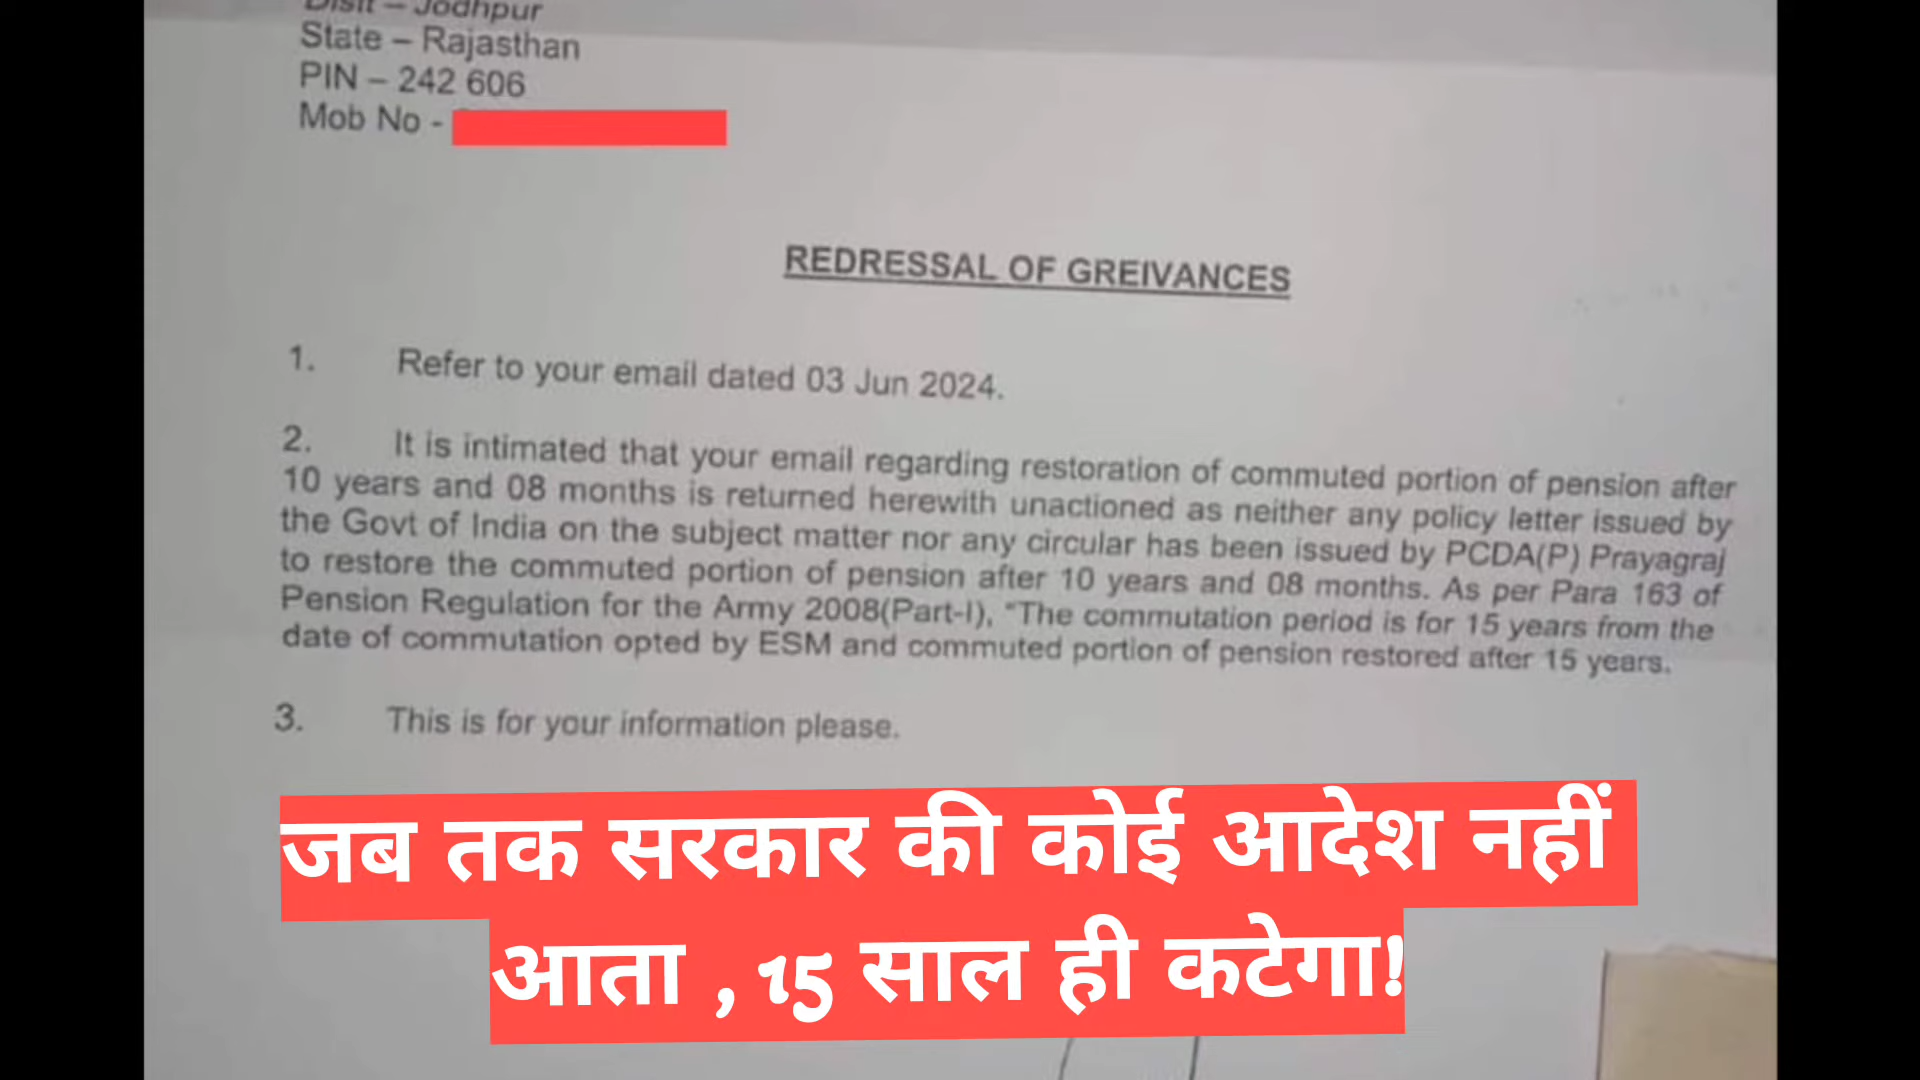 Distt – Jodhpur
State – Rajasthan
PIN – 242 606
Mob No -
REDRESSAL OF GREIVANCES
1. Refer to your email dated 03 Jun 2024.
2. It is intimated that your email regarding restoration of commuted portion of pension after
10 years and 08 months is returned herewith unactioned as neither any policy letter issued by
the Govt of India on the subject matter nor any circular has been issued by PCDA(P) Prayagraj
to restore the commuted portion of pension after 10 years and 08 months. As per Para 163 of
Pension Regulation for the Army 2008(Part-I), "The commutation period is for 15 years from the
date of commutation opted by ESM and commuted portion of pension restored after 15 years.
3. This is for your information please.
जब तक सरकार की कोई आदेश नहीं
आता , 15 साल ही कटेगा!